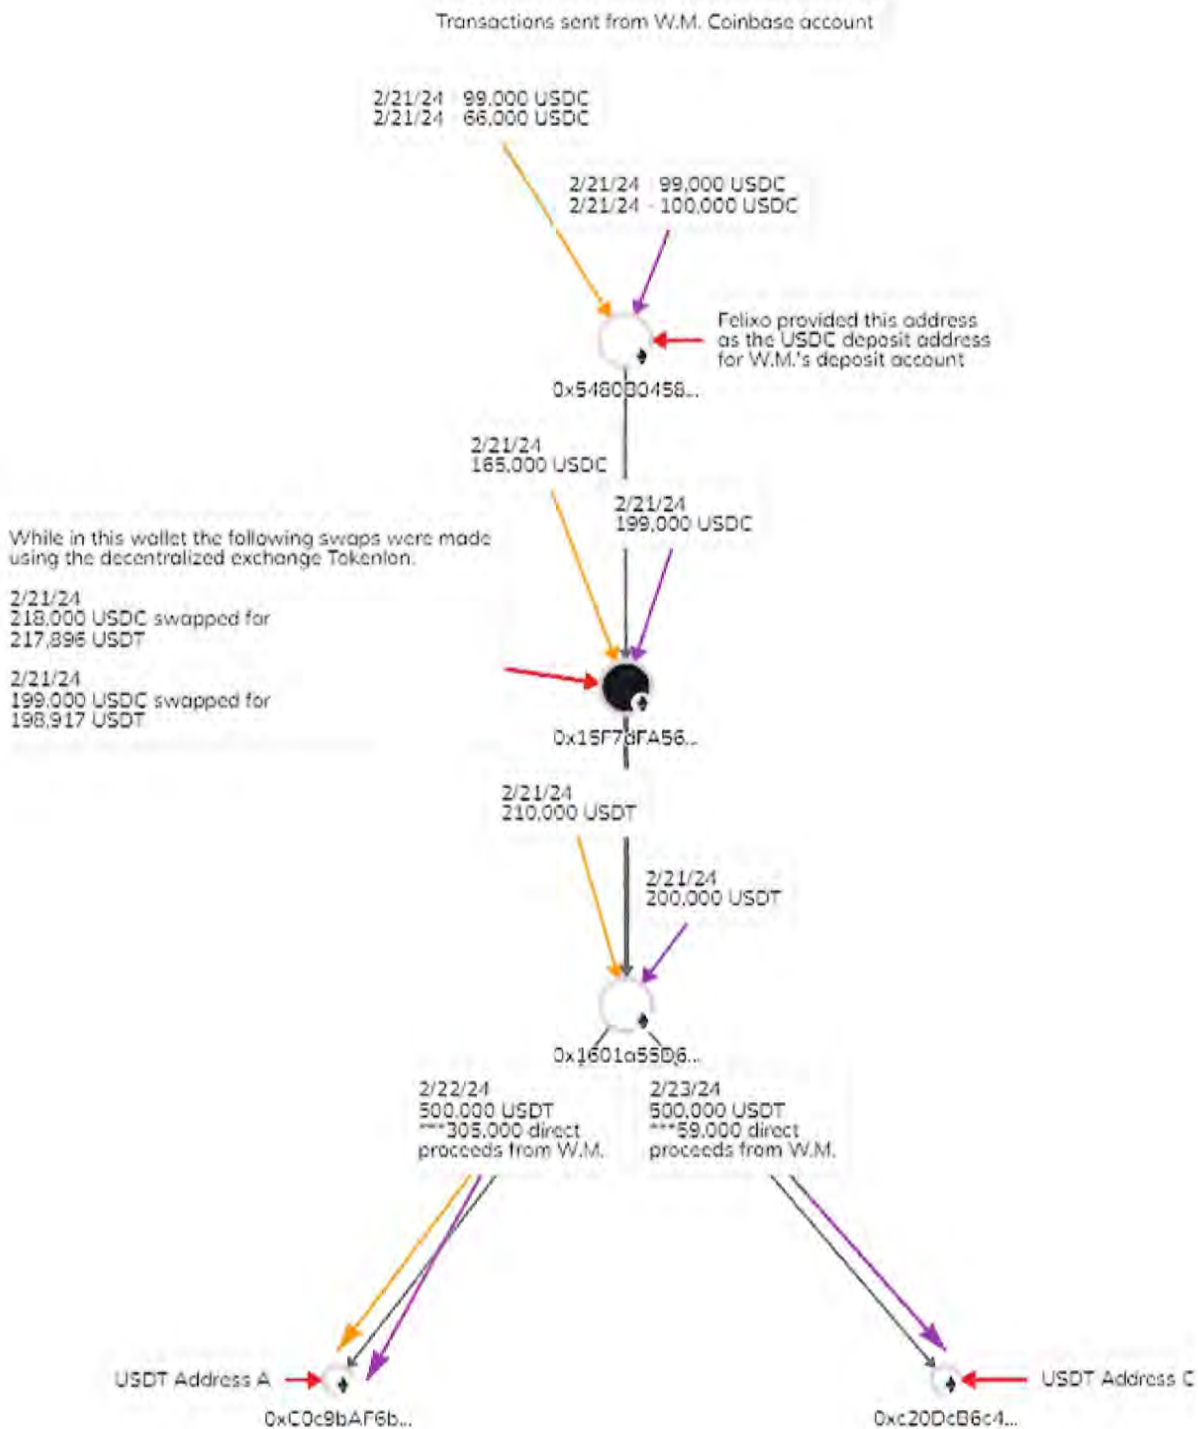 Transactions sent from W.M. Coinbase account
2/21/24 - 99,000 USDC
2/21/24 - 66,000 USDC
2/21/24 - 99,000 USDC
2/21/24 - 100,000 USDC
Felixo provided this address
as the USDC deposit address
for W.M.'s deposit account
0x5480B0458...
2/21/24
165,000 USDC
2/21/24
199,000 USDC
While in this wallet the following swaps were made
using the decentralized exchange Tokenlon.
2/21/24
218,000 USDC swapped for
217,896 USDT
2/21/24
199,000 USDC swapped for
198,917 USDT
0x15F7dFA56...
2/21/24
210,000 USDT
2/21/24
200,000 USDT
0x1601a55D6...
2/22/24
500,000 USDT
***305,000 direct
proceeds from W.M.
2/23/24
500,000 USDT
***59,000 direct
proceeds from W.M.
USDT Address A
USDT Address C
0xC0c9bAF6b...
0xc20DcB6c4...